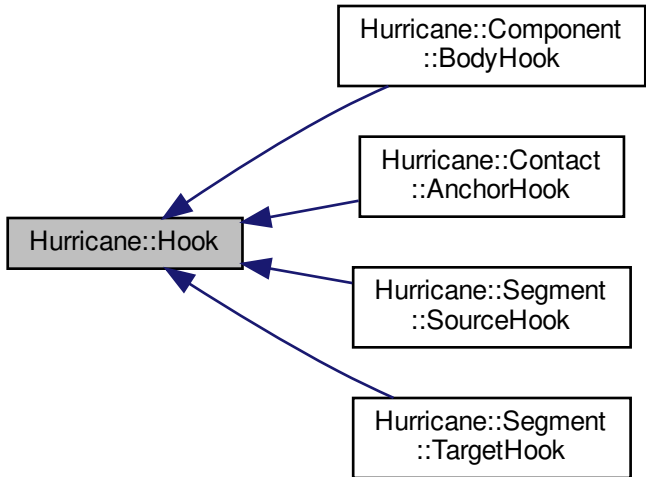 Hurricane::Component
::BodyHook
Hurricane::Contact
::AnchorHook
Hurricane::Hook
Hurricane::Segment
::SourceHook
Hurricane::Segment
::TargetHook